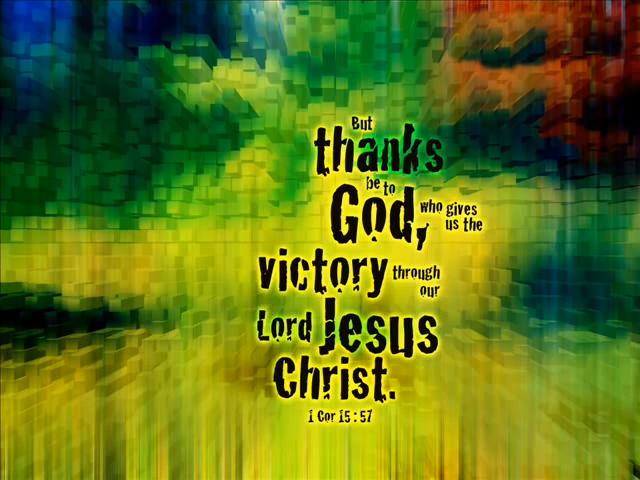 But
thanks
be to
God, who gives
us the
victory through
our
Lord Jesus
Christ.
1 Cor 15:57